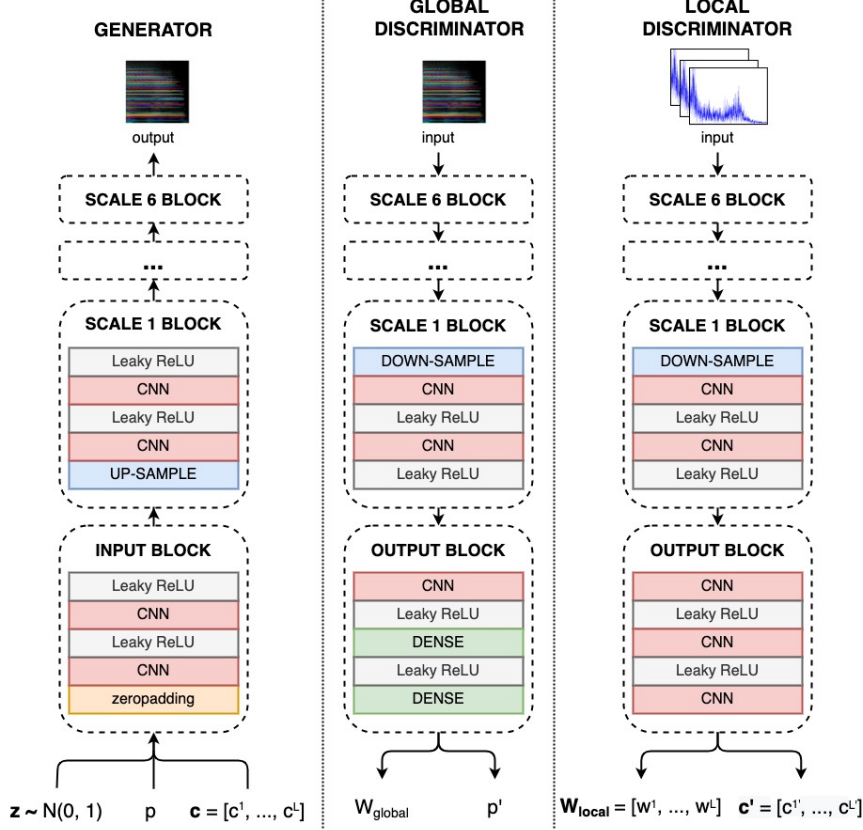 GENERATOR
output
SCALE 6 BLOCK
...
SCALE 1 BLOCK
Leaky ReLU
CNN
Leaky ReLU
CNN
UP-SAMPLE
INPUT BLOCK
Leaky ReLU
CNN
Leaky ReLU
CNN
zeropadding
z ~ N(0, 1)
p
c = [c¹, ..., cᴸ]
GLOBAL
DISCRIMINATOR
input
SCALE 6 BLOCK
...
SCALE 1 BLOCK
DOWN-SAMPLE
CNN
Leaky ReLU
CNN
Leaky ReLU
OUTPUT BLOCK
CNN
Leaky ReLU
DENSE
Leaky ReLU
DENSE
W_global
p'
LOCAL
DISCRIMINATOR
input
SCALE 6 BLOCK
...
SCALE 1 BLOCK
DOWN-SAMPLE
CNN
Leaky ReLU
CNN
Leaky ReLU
OUTPUT BLOCK
CNN
Leaky ReLU
CNN
Leaky ReLU
CNN
W_local = [w¹, ..., wᴸ]
c' = [c¹', ..., cᴸ']